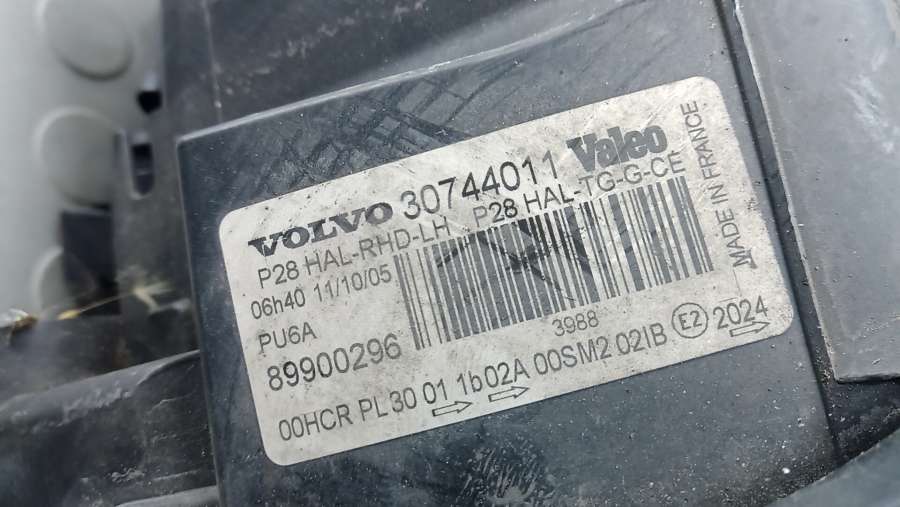 VOLVO 30744011 Valeo
P28 HAL-RHD-LH P28 HAL-TG-G-CE
06h40 11/10/05
PU6A
89900296
3988
00HCR PL 30 01 1b 02A 00SM2 02IB E2 2024
MADE IN FRANCE